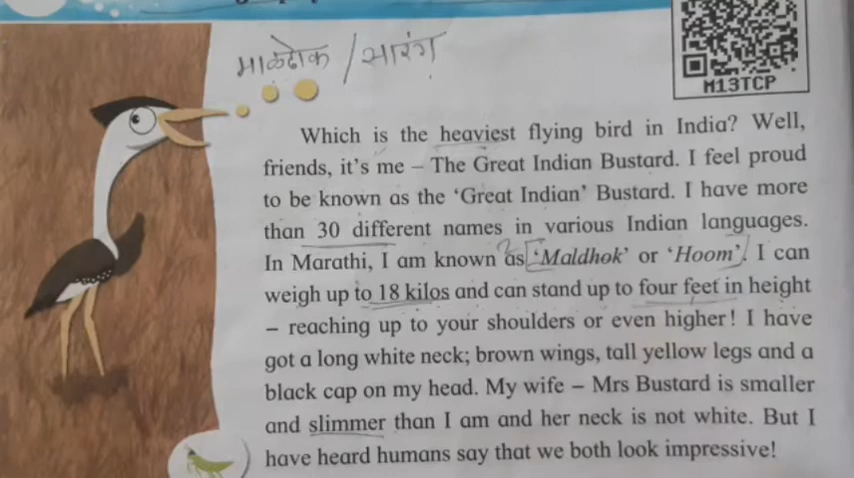 माळढोक / सारंग
M13TCP
Which is the heaviest flying bird in India? Well,
friends, it's me – The Great Indian Bustard. I feel proud
to be known as the 'Great Indian' Bustard. I have more
than 30 different names in various Indian languages.
In Marathi, I am known as 'Maldhok' or 'Hoom'. I can
weigh up to 18 kilos and can stand up to four feet in height
– reaching up to your shoulders or even higher! I have
got a long white neck; brown wings, tall yellow legs and a
black cap on my head. My wife – Mrs Bustard is smaller
and slimmer than I am and her neck is not white. But I
have heard humans say that we both look impressive!